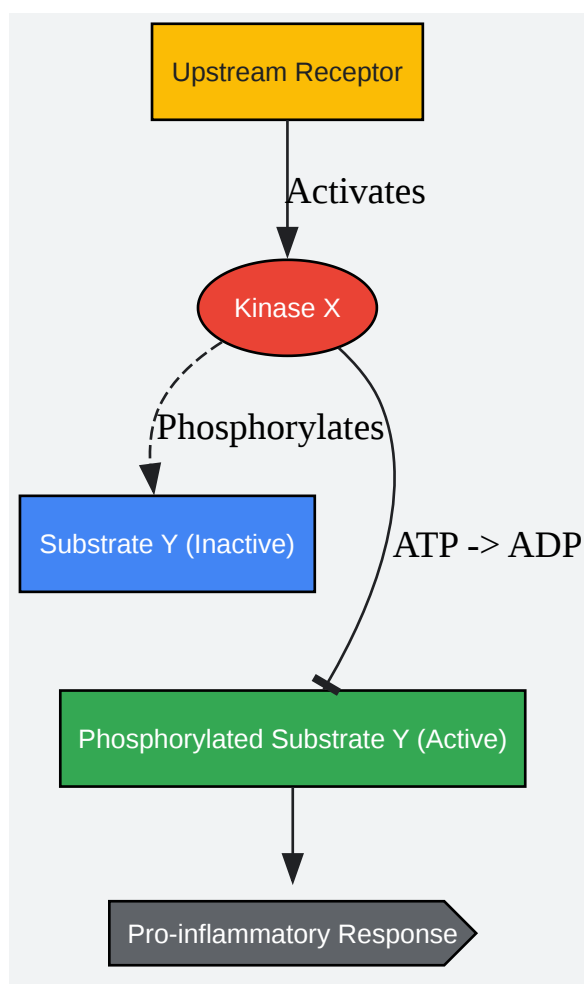 Upstream Receptor
Activates
Kinase X
Phosphorylates
Substrate Y (Inactive)
ATP -> ADP
Phosphorylated Substrate Y (Active)
Pro-inflammatory Response